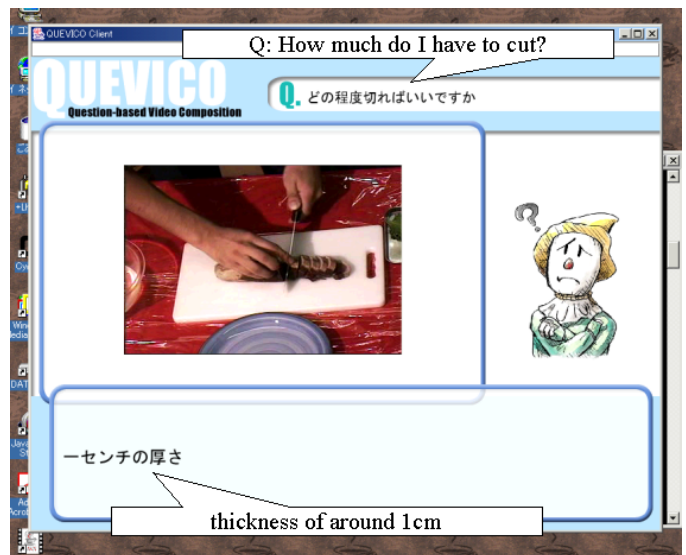 QUEVICO Client
Q: How much do I have to cut?
QUEVICO
Question-based Video Composition
Q. どの程度切ればいいですか
一センチの厚さ
thickness of around 1cm